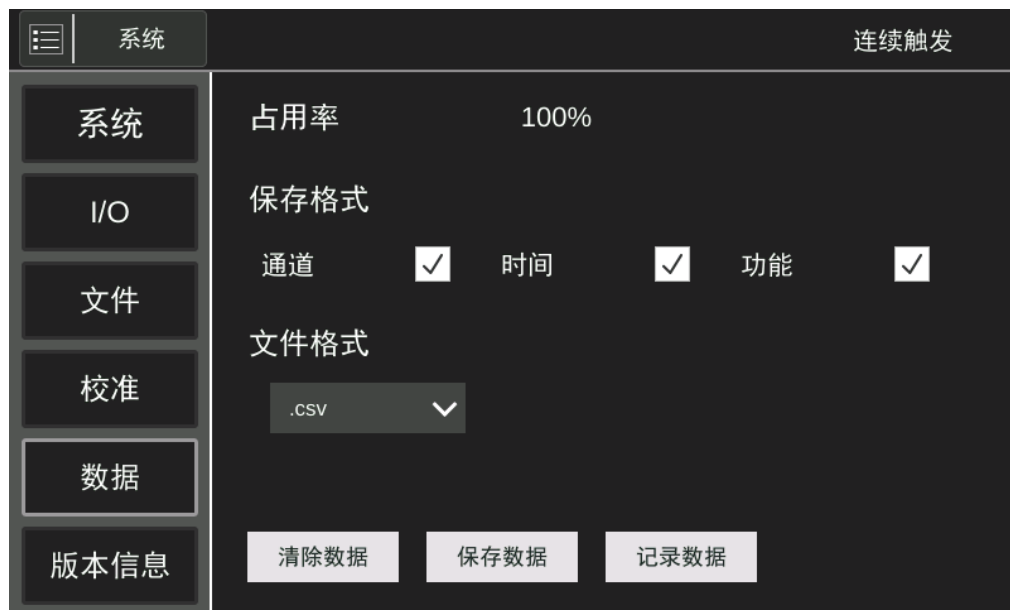 系统
连续触发
系统
I/O
文件
校准
数据
版本信息
占用率 100%
保存格式
通道 时间 功能
文件格式
.csv
清除数据 保存数据 记录数据